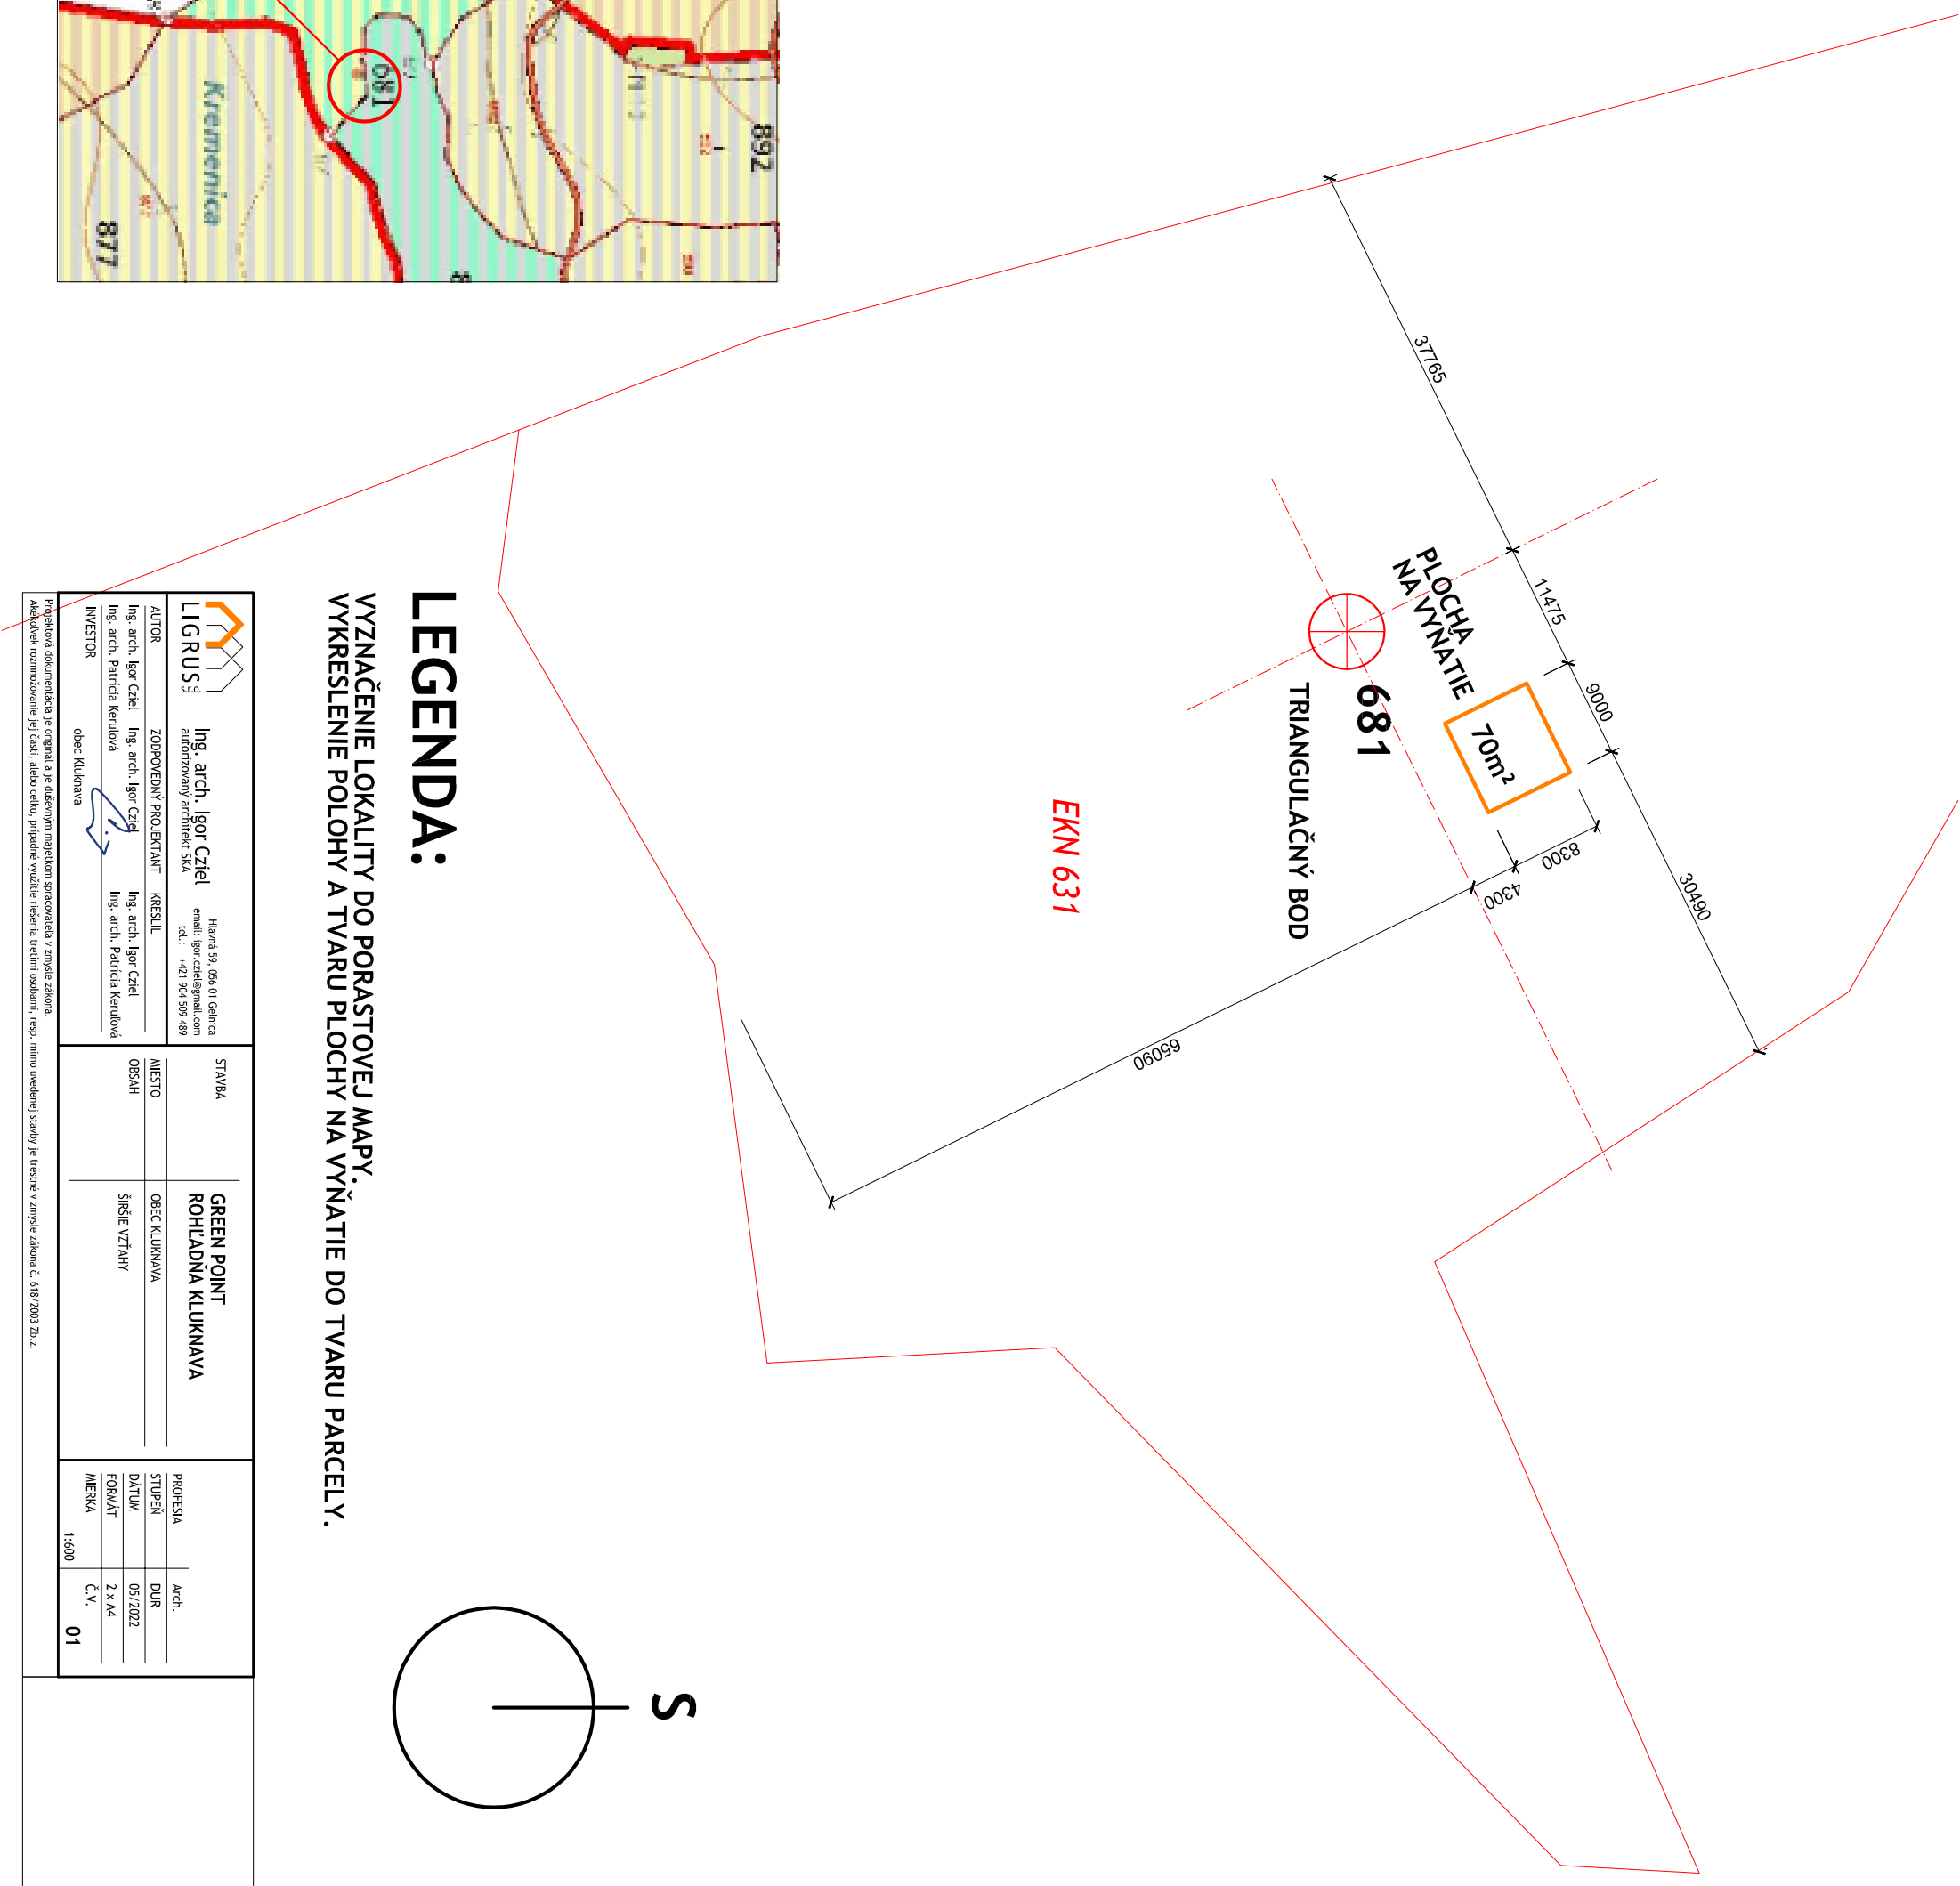 Kremenica
681
892
877
8
37765
11475
9000
30490
8300
4300
65090
PLOCHA
NA VYŇATIE
70m²
681
TRIANGULAČNÝ BOD
EKN 631
LEGENDA:
VYZNAČENIE LOKALITY DO PORASTOVEJ MAPY.
VYKRESLENIE POLOHY A TVARU PLOCHY NA VYŇATIE DO TVARU PARCELY.
S
LIGRUS s.r.o.
Ing. arch. Igor Cziel
autorizovaný architekt SKA
Hlavná 59, 056 01 Gelnica
email: igor.cziel@gmail.com
tel.: +421 904 509 489
AUTOR ZODPOVEDNÝ PROJEKTANT KRESLIL
Ing. arch. Igor Cziel Ing. arch. Igor Cziel Ing. arch. Igor Cziel
Ing. arch. Patrícia Keruľová Ing. arch. Patrícia Keruľová
INVESTOR
obec Kluknava
STAVBA
GREEN POINT
ROHĽADŇA KLUKNAVA
MIESTO OBEC KLUKNAVA
OBSAH
ŠIRŠIE VZŤAHY
PROFESIA Arch.
STUPEŇ DUR
DÁTUM 05/2022
FORMÁT 2 x A4
MIERKA Č.V.
1:600 01
Projektová dokumentácia je originál a je duševným majetkom spracovateľa v zmysle zákona.
Akékoľvek rozmnožovanie jej časti, alebo celku, prípadné využitie riešenia tretími osobami, resp. mimo uvedenej stavby je trestné v zmysle zákona č. 618/2003 Zb.z.